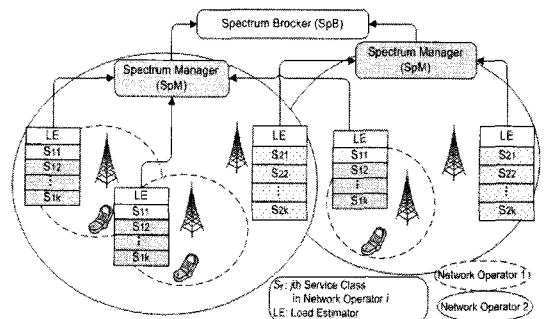 Spectrum Brocker (SpB)
Spectrum Manager
(SpM)
Spectrum Manager
(SpM)
LE
S11
S12
⋮
S1k
LE
S11
S12
⋮
S1k
LE
S21
S22
⋮
S2k
LE
S11
S12
⋮
S1k
LE
S21
S22
⋮
S2k
: jth Service Class
in Network Operator i
LE: Load Estimator
Network Operator 1
Network Operator 2